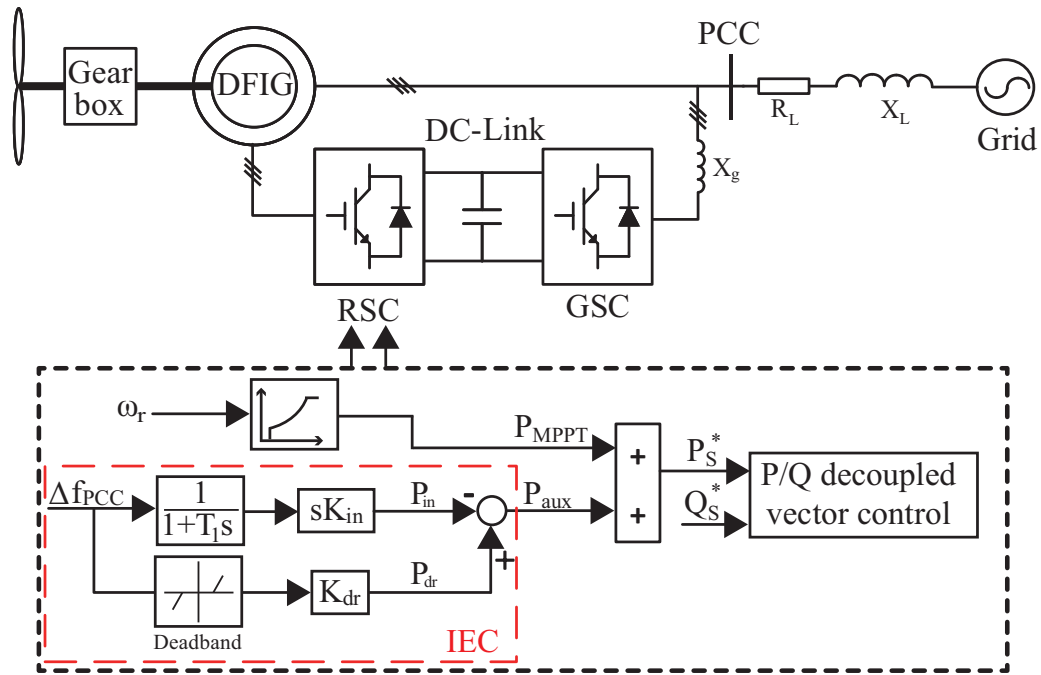 PCC
Gear
box
DFIG
R_L
X_L
Grid
DC-Link
X_g
RSC
GSC
ω_r
P_MPPT
+
+
P_S^*
Q_S^*
P/Q decoupled
vector control
Δf_PCC
1
1+T_1s
sK_in
P_in
-
P_aux
+
P_dr
K_dr
Deadband
IEC